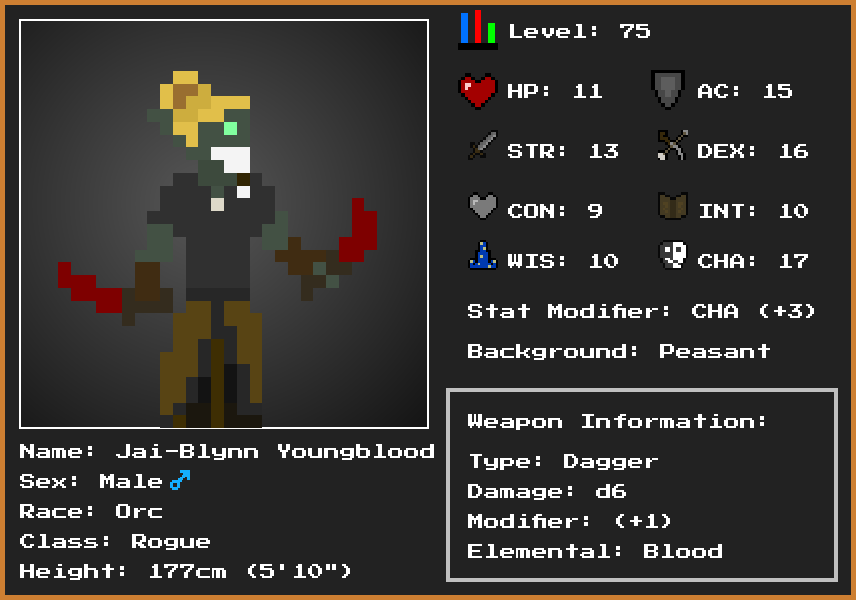 Level: 75
HP: 11
AC: 15
STR: 13
DEX: 16
CON: 9
INT: 10
WIS: 10
CHA: 17
Stat Modifier: CHA (+3)
Background: Peasant
Weapon Information:
Type: Dagger
Damage: d6
Modifier: (+1)
Elemental: Blood
Name: Jai-Blynn Youngblood
Sex: Male♂
Race: Orc
Class: Rogue
Height: 177cm (5'10")